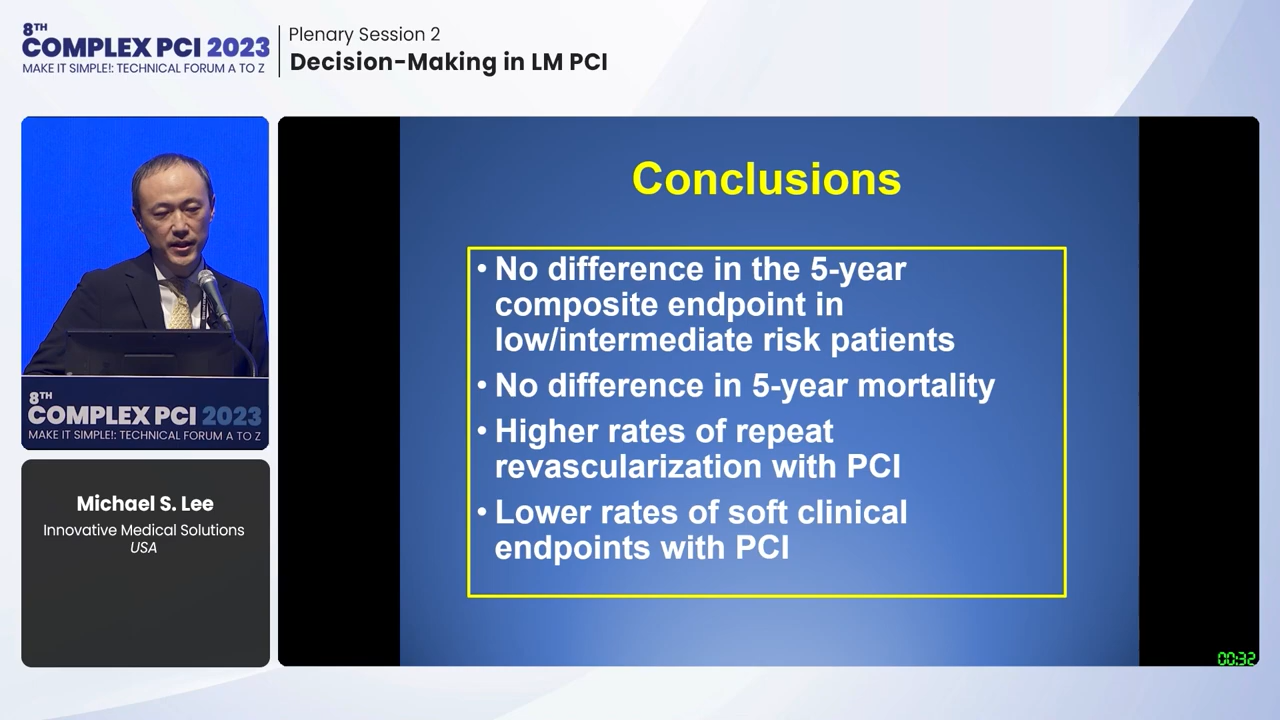 8TH
COMPLEX PCI 2023
MAKE IT SIMPLE!: TECHNICAL FORUM A TO Z
Plenary Session 2
Decision-Making in LM PCI
8TH
COMPLEX PCI 2023
MAKE IT SIMPLE!: TECHNICAL FORUM A TO Z
Michael S. Lee
Innovative Medical Solutions
USA
Conclusions
• No difference in the 5-year
composite endpoint in
low/intermediate risk patients
• No difference in 5-year mortality
• Higher rates of repeat
revascularization with PCI
• Lower rates of soft clinical
endpoints with PCI
00:32